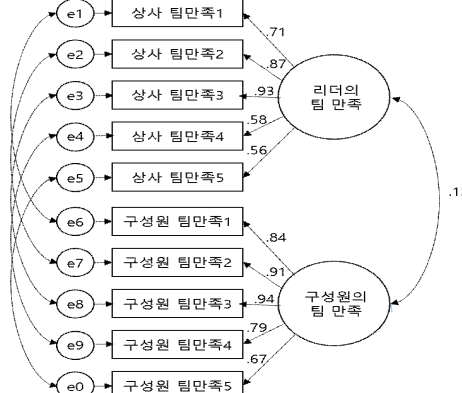 e1
상사 팀만족1
.71
e2
상사 팀만족2
.87
e3
상사 팀만족3
.93
리더의
팀 만족
e4
상사 팀만족4
.58
e5
상사 팀만족5
.56
e6
구성원 팀만족1
.84
e7
구성원 팀만족2
.91
e8
구성원 팀만족3
.94
구성원의
팀 만족
e9
구성원 팀만족4
.79
e0
구성원 팀만족5
.67